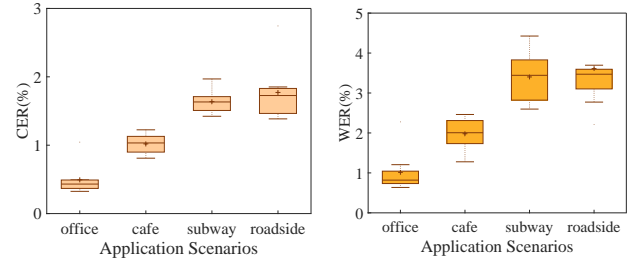 CER(%)
3
2
1
0
office cafe subway roadside
Application Scenarios
WER(%)
5
4
3
2
1
0
office cafe subway roadside
Application Scenarios